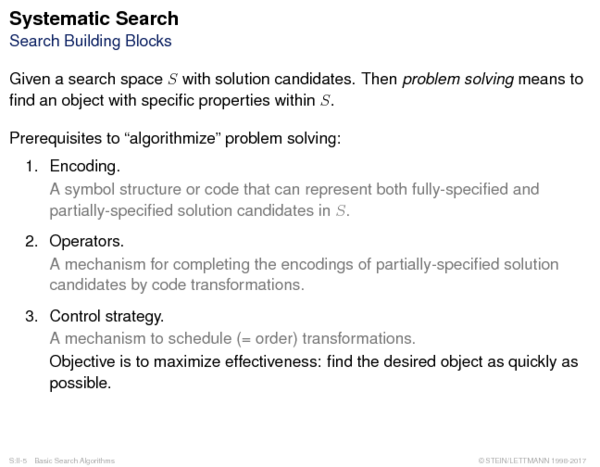 Systematic Search
Search Building Blocks
Given a search space S with solution candidates. Then problem solving means to
find an object with specific properties within S.
Prerequisites to “algorithmize” problem solving:
1. Encoding.
A symbol structure or code that can represent both fully-specified and
partially-specified solution candidates in S.
2. Operators.
A mechanism for completing the encodings of partially-specified solution
candidates by code transformations.
3. Control strategy.
A mechanism to schedule (= order) transformations.
Objective is to maximize effectiveness: find the desired object as quickly as
possible.
S:II-5 Basic Search Algorithms
© STEIN/LETTMANN 1998-2017